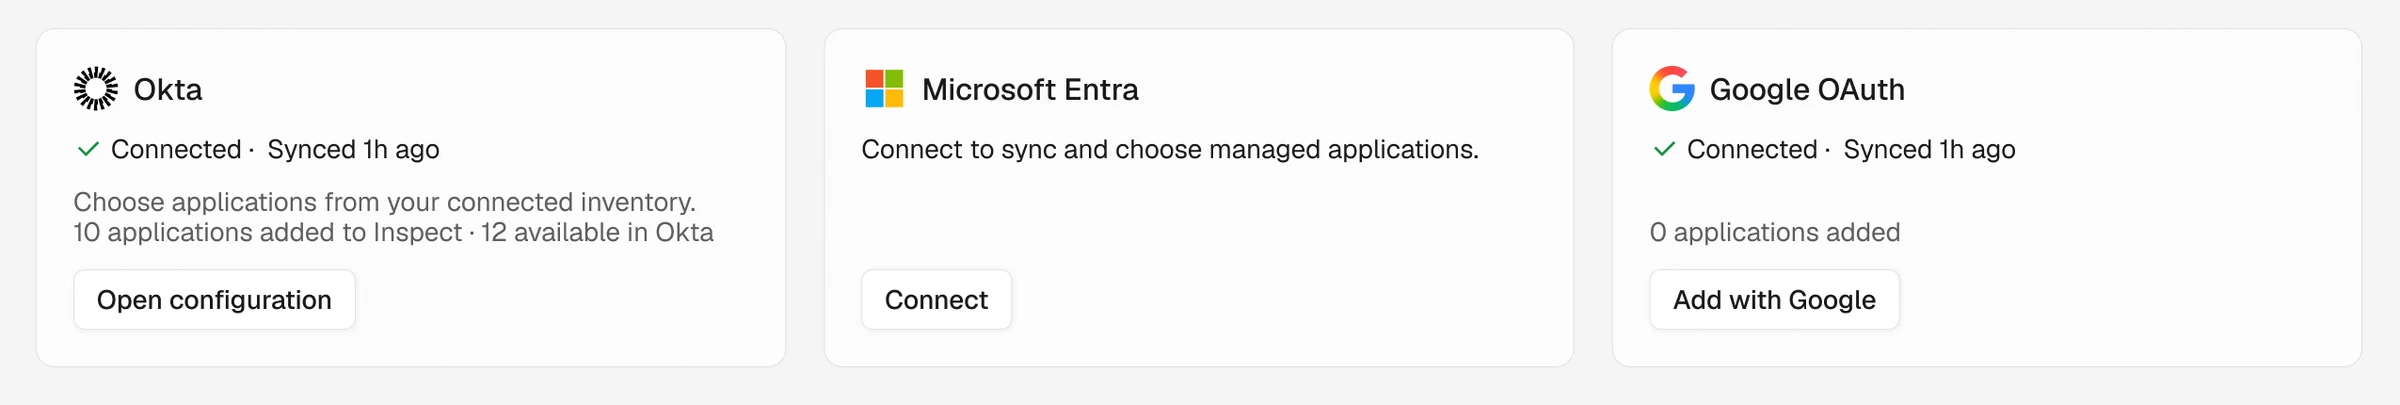 Okta
Connected · Synced 1h ago
Choose applications from your connected inventory.
10 applications added to Inspect · 12 available in Okta
Open configuration
Microsoft Entra
Connect to sync and choose managed applications.
Connect
Google OAuth
Connected · Synced 1h ago
0 applications added
Add with Google